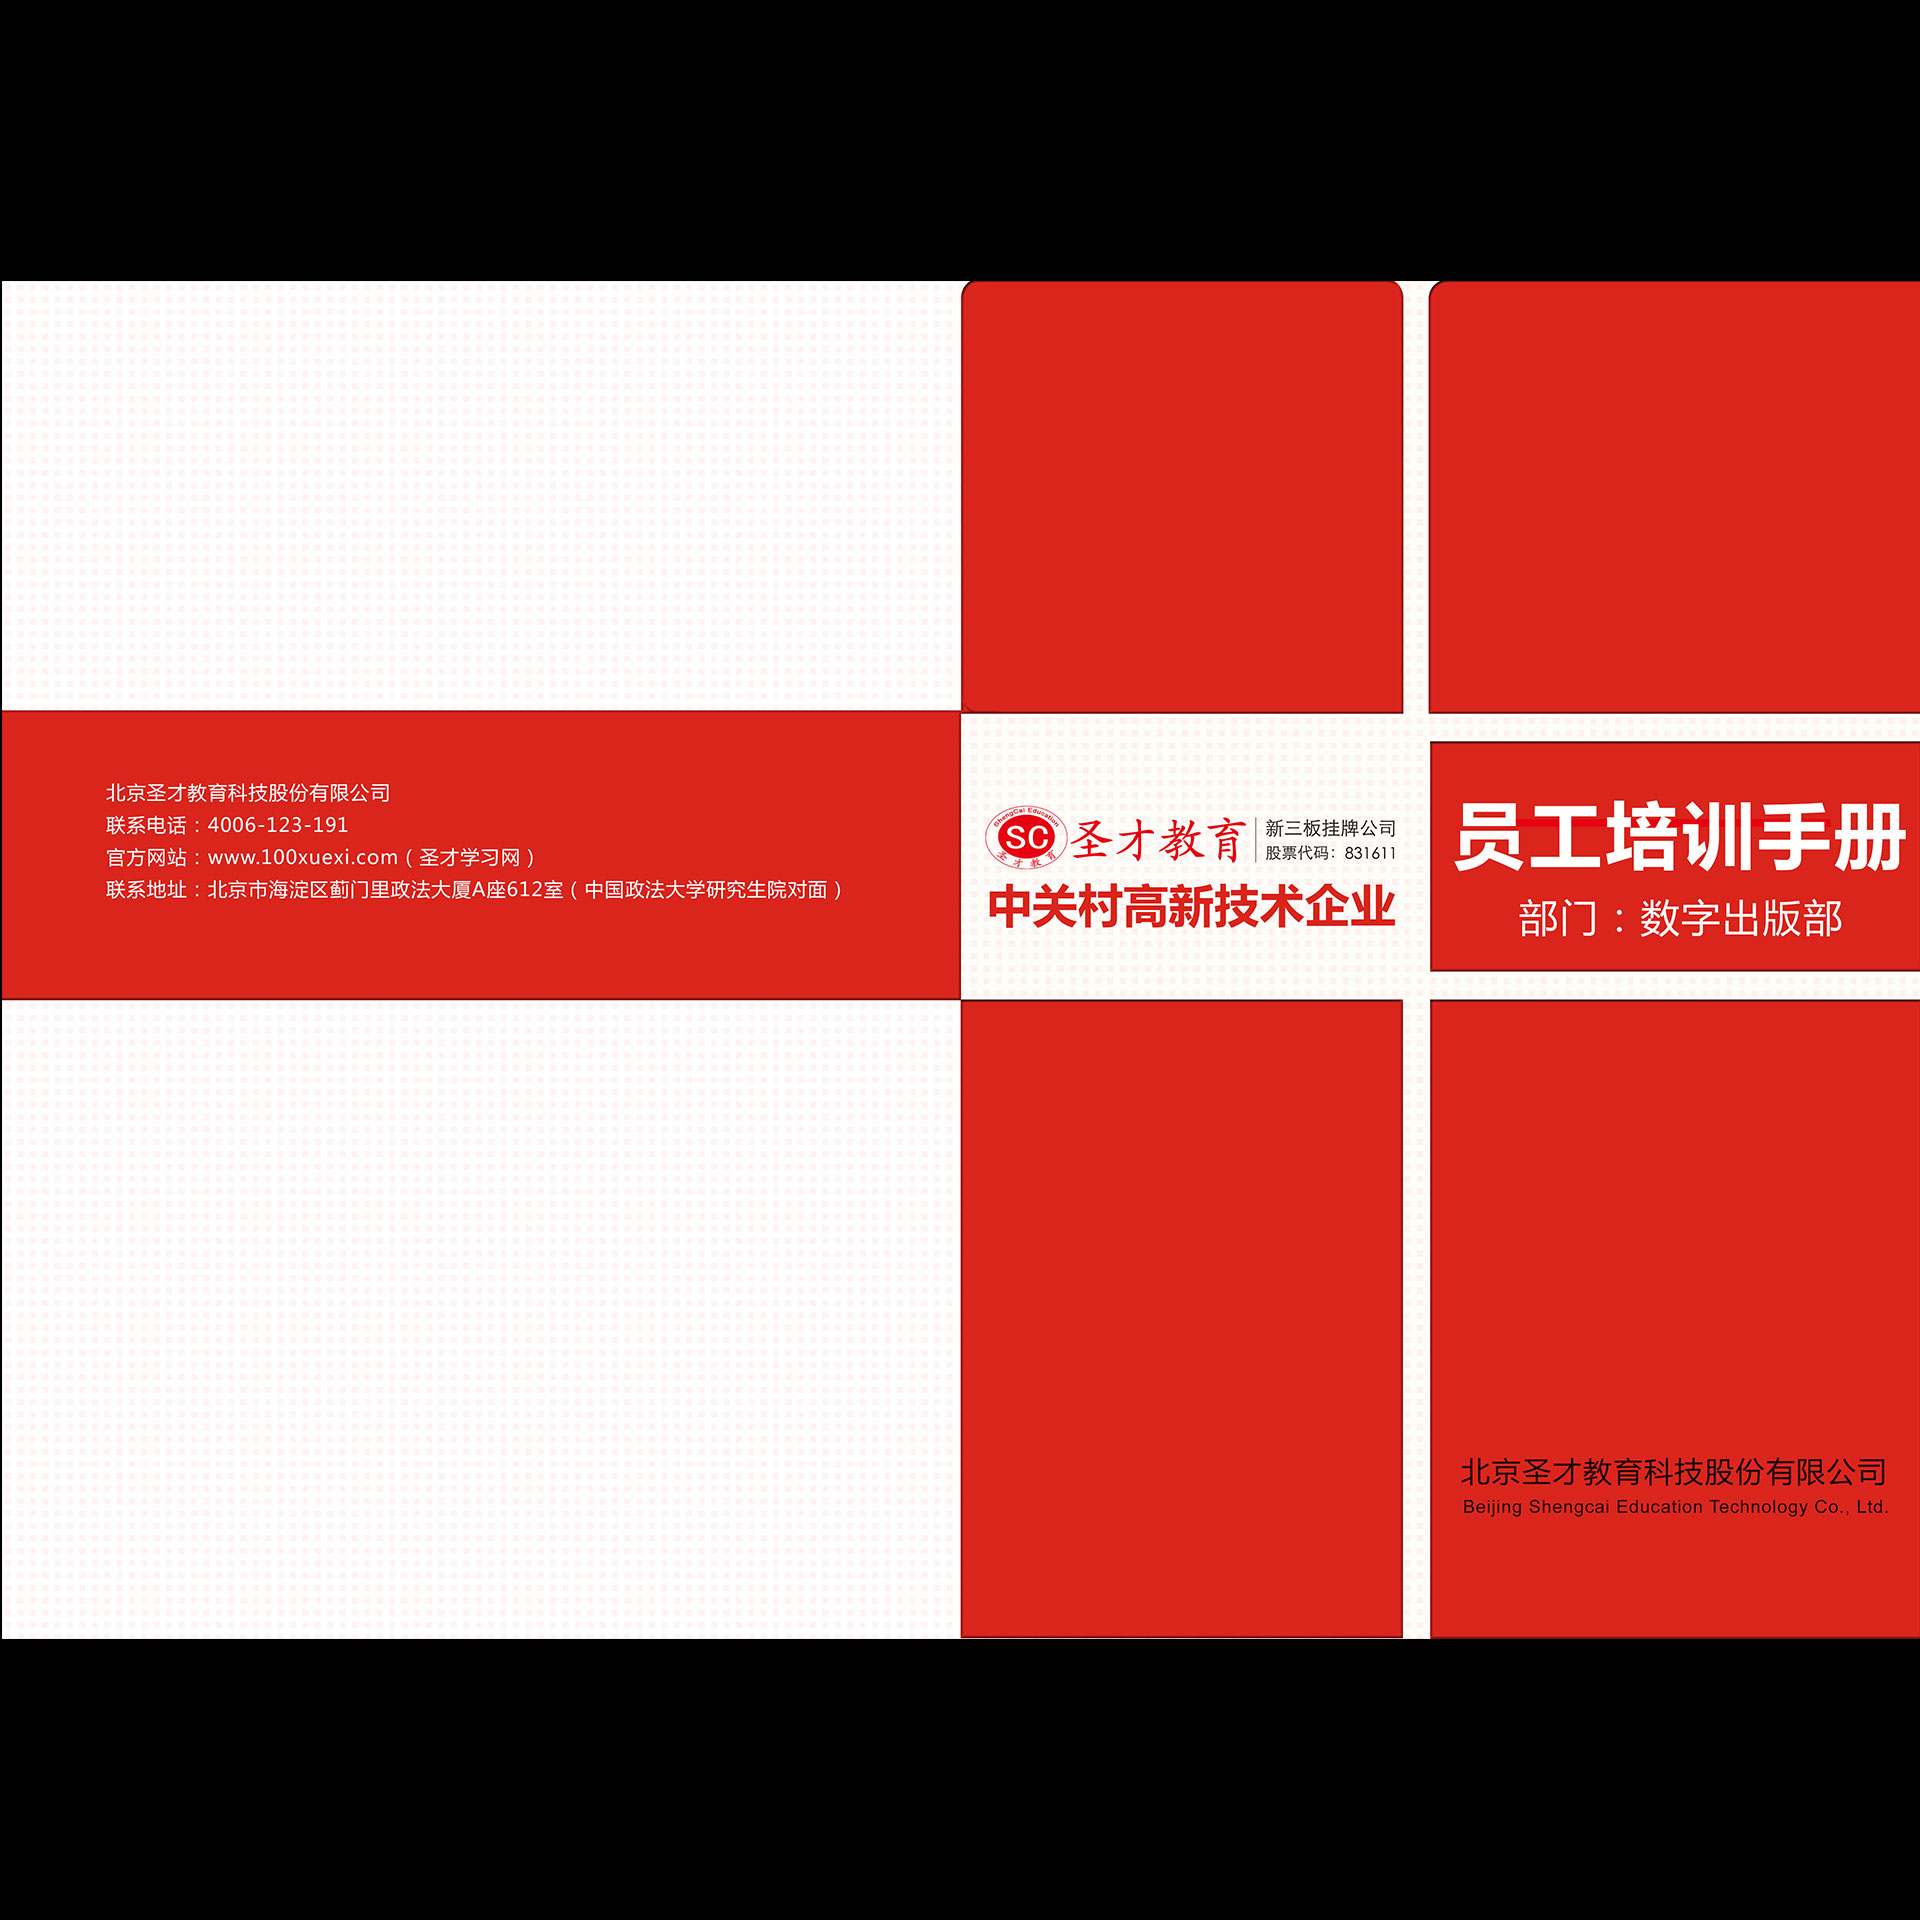 北京圣才教育科技股份有限公司
联系电话：4006-123-191
官方网站：www.100xuexi.com（圣才学习网）
联系地址：北京市海淀区蓟门里政法大厦A座612室（中国政法大学研究生院对面）
ShengCai Education
SC
圣才教育
圣才教育
新三板挂牌公司
股票代码：831611
中关村高新技术企业
员工培训手册
部门：数字出版部
北京圣才教育科技股份有限公司
Beijing Shengcai Education Technology Co., Ltd.